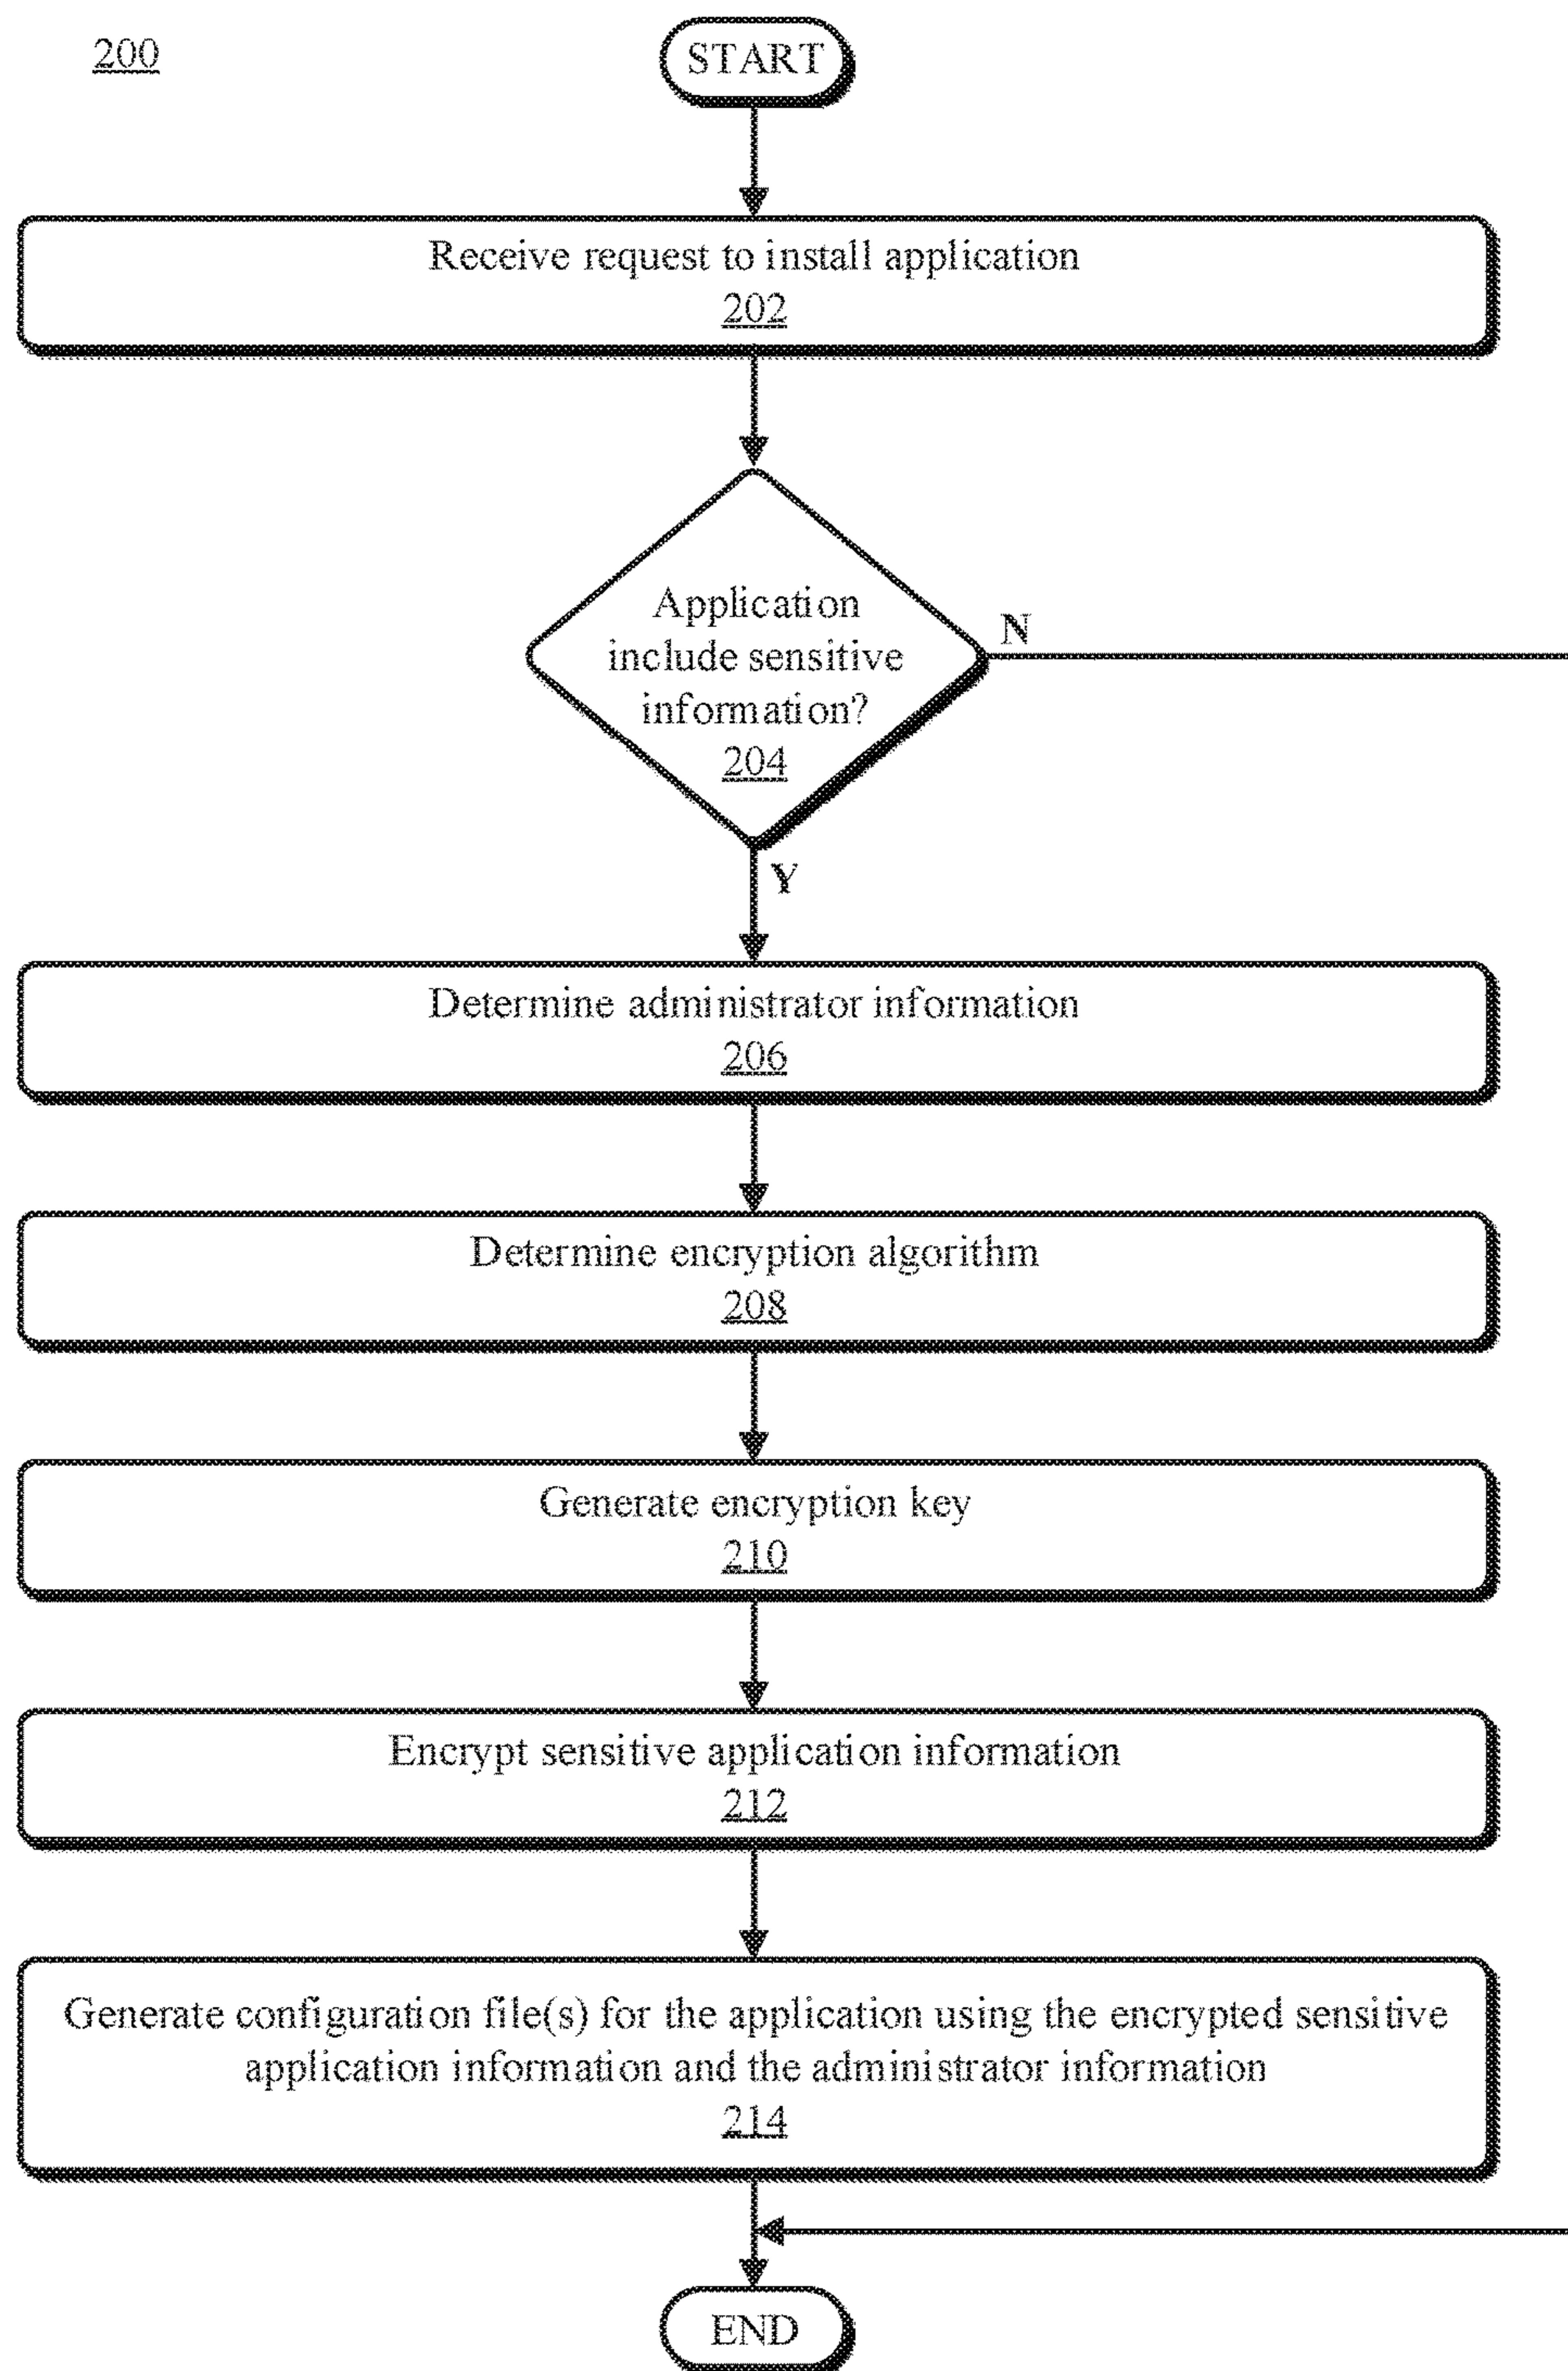 200
START
Receive request to install application
202
Application
include sensitive
information?
204
N
Y
Determine administrator information
206
Determine encryption algorithm
208
Generate encryption key
210
Encrypt sensitive application information
212
Generate configuration file(s) for the application using the encrypted sensitive
application information and the administrator information
214
END